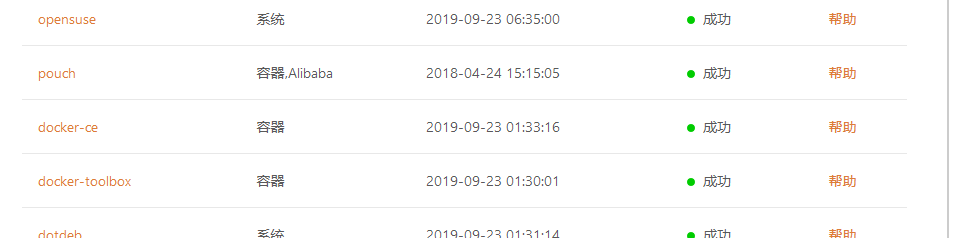 opensuse 系统 2019-09-23 06:35:00 成功 帮助
pouch 容器,Alibaba 2018-04-24 15:15:05 成功 帮助
docker-ce 容器 2019-09-23 01:33:16 成功 帮助
docker-toolbox 容器 2019-09-23 01:30:01 成功 帮助
dotdeb 系统 2019-09-23 01:31:14 成功 帮助